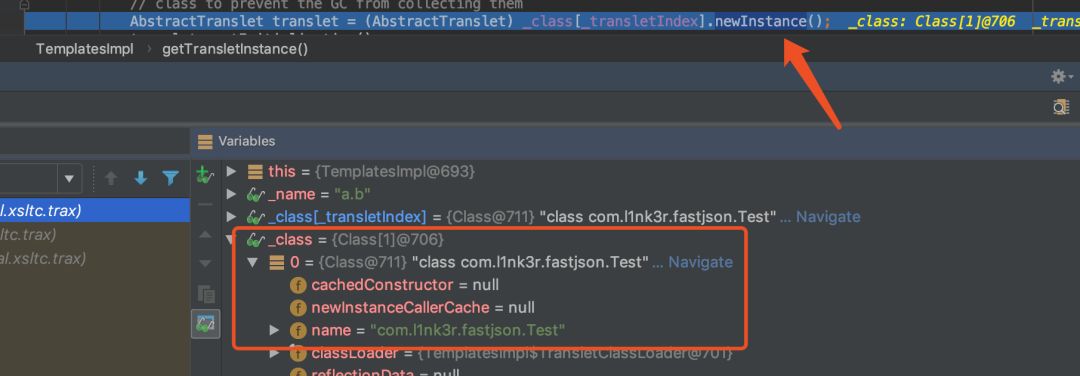 // class to prevent the GC from collecting them
AbstractTranslet translet = (AbstractTranslet) _class[_transletIndex].newInstance(); _class: Class[1]@706 _trans
TemplatesImpl › getTransletInstance()
Variables
this = {TemplatesImpl@693}
_name = "a.b"
l.xsltc.trax)
_class[_transletIndex] = {Class@711} "class com.l1nk3r.fastjson.Test"... Navigate
ltc.trax)
_class = {Class[1]@706}
al.xsltc.trax)
0 = {Class@711} "class com.l1nk3r.fastjson.Test"... Navigate
cachedConstructor = null
newInstanceCallerCache = null
name = "com.l1nk3r.fastjson.Test"
classLoader = {TemplatesImpl$TransletClassLoader@701}
reflectionData = null